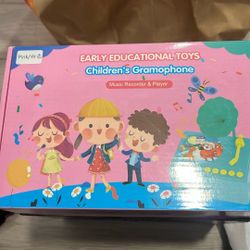 EARLY EDUCATIONAL TOYS
Children's Gramophone
Music Recorder & Player